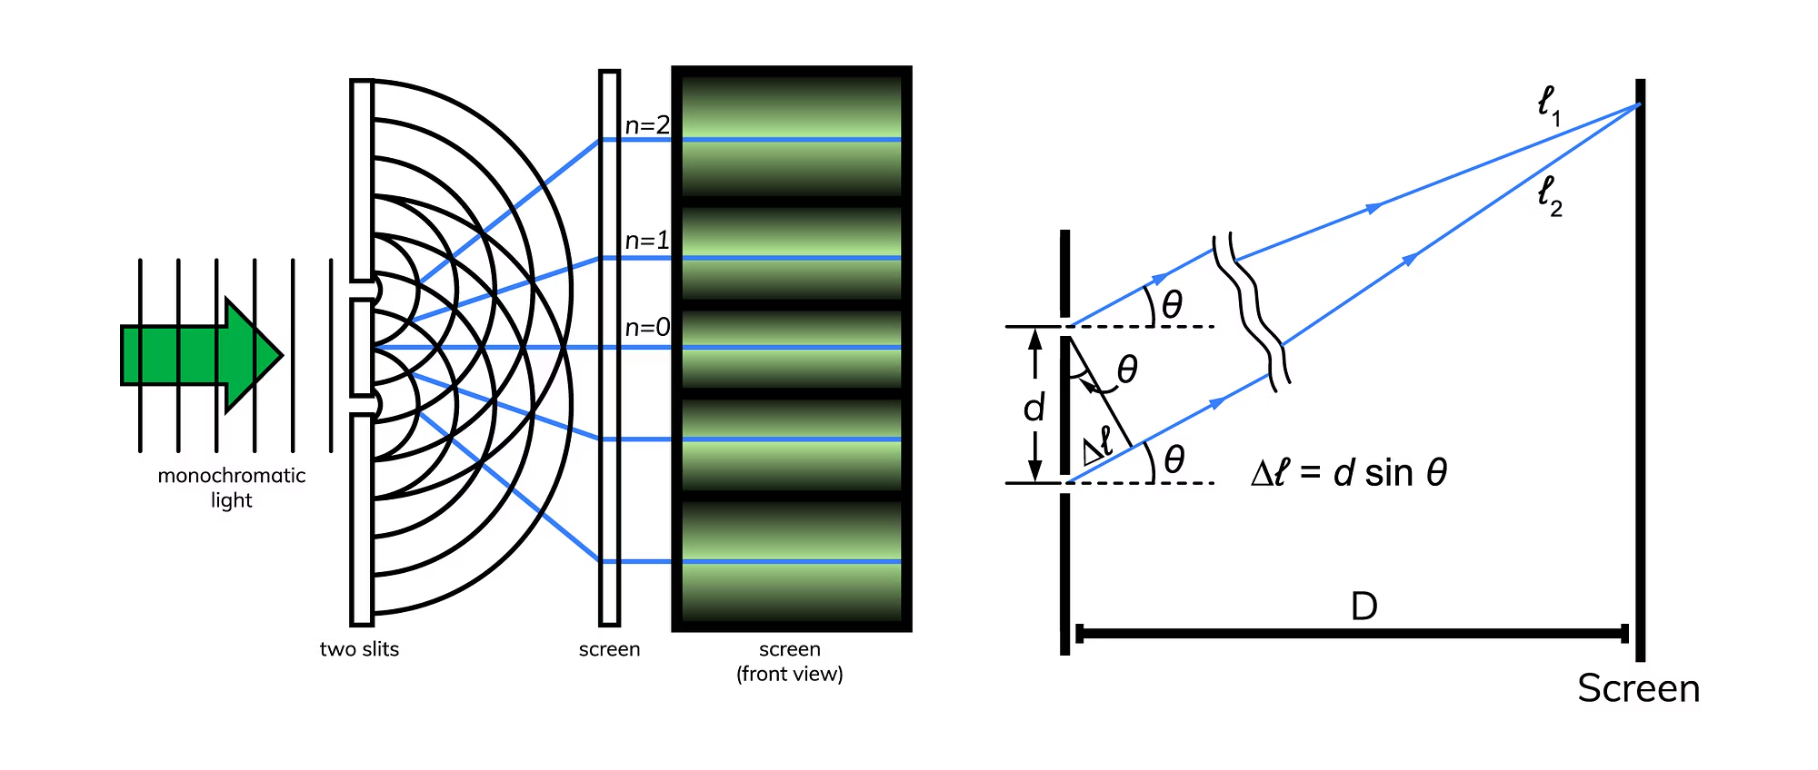 n=2
n=1
n=0
monochromatic
light
two slits
screen
screen
(front view)
ℓ1
ℓ2
θ
θ
d
Δℓ
θ
Δℓ = d sin θ
D
Screen